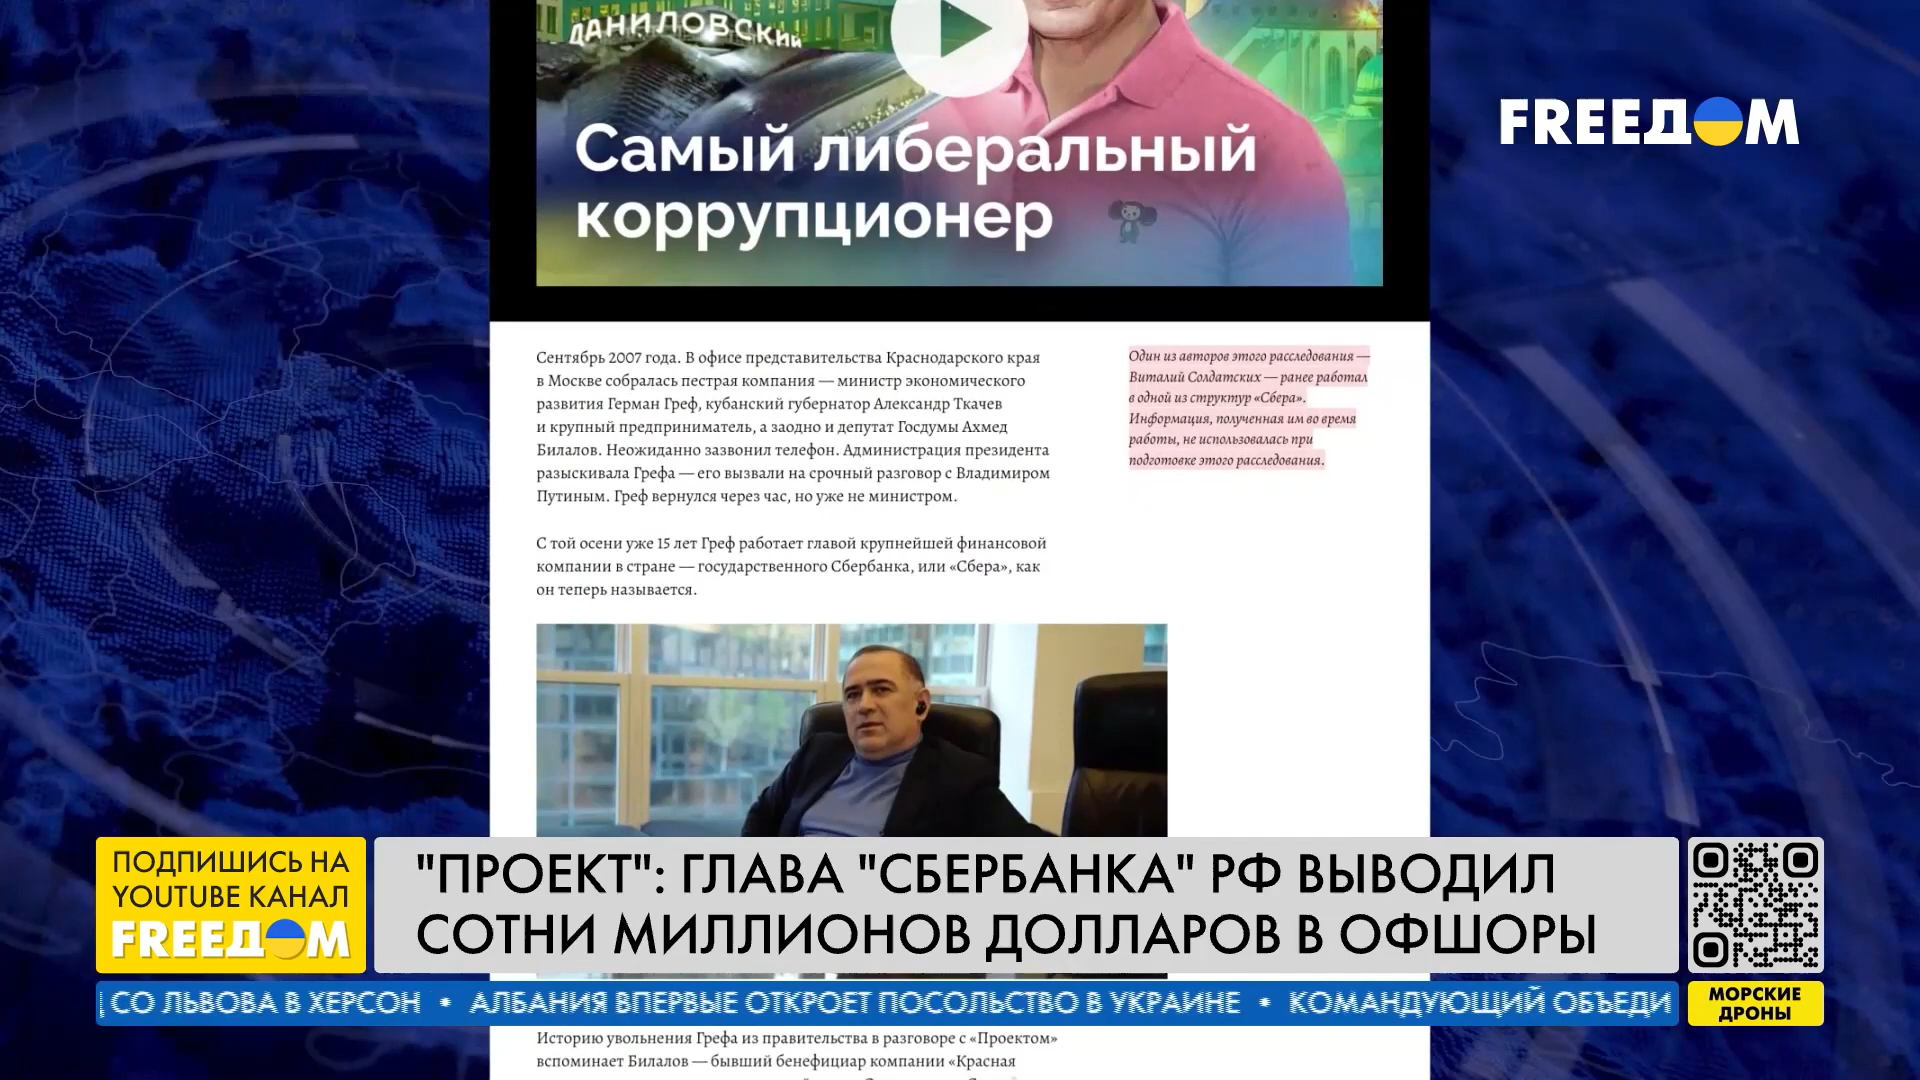 ДАНИЛОВСКИЙ
FREEДOM
Самый либеральный
коррупционер
Сентябрь 2007 года. В офисе представительства Краснодарского края
в Москве собралась пестрая компания — министр экономического
развития Герман Греф, кубанский губернатор Александр Ткачев
и крупный предприниматель, а заодно и депутат Госдумы Ахмед
Билалов. Неожиданно зазвонил телефон. Администрация президента
разыскивала Грефа — его вызвали на срочный разговор с Владимиром
Путиным. Греф вернулся через час, но уже не министром.
С той осени уже 15 лет Греф работает главой крупнейшей финансовой
компании в стране — государственного Сбербанка, или «Сбера», как
он теперь называется.
Один из авторов этого расследования —
Виталий Солдатских — ранее работал
в одной из структур «Сбера».
Информация, полученная им во время
работы, не использовалась при
подготовке этого расследования.
ПОДПИШИСЬ НА
YOUTUBE КАНАЛ
FREEДOM
"ПРОЕКТ": ГЛАВА "СБЕРБАНКА" РФ ВЫВОДИЛ
СОТНИ МИЛЛИОНОВ ДОЛЛАРОВ В ОФШОРЫ
СО ЛЬВОВА В ХЕРСОН • АЛБАНИЯ ВПЕРВЫЕ ОТКРОЕТ ПОСОЛЬСТВО В УКРАИНЕ • КОМАНДУЮЩИЙ ОБЪЕДИ
МОРСКИЕ
ДРОНЫ
Историю увольнения Грефа из правительства в разговоре с «Проектом»
вспоминает Билалов — бывший бенефициар компании «Красная